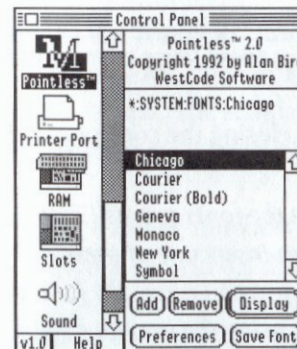 Control Panel
Pointless™
Printer Port
RAM
Slots
Sound
v1.0 Help
Pointless™ 2.0
Copyright 1992 by Alan Bir
WestCode Software
*:SYSTEM:FONTS:Chicago
Chicago
Courier
Courier (Bold)
Geneva
Monaco
New York
Symbol
Add Remove Display
Preferences Save Font